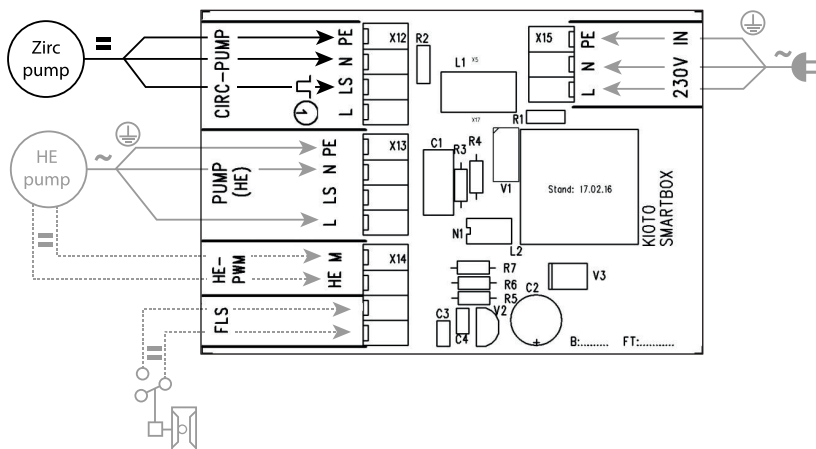 Zirc
pump
CIRC-PUMP
PE
N
LS
L
X12
R2
L1
X5
X17
X15
PE
N
L
230V IN
R1
HE
pump
PUMP
(HE)
PE
N
LS
L
X13
C1
R3
R4
V1
Stand: 17.02.16
KIOTO
SMARTBOX
N1
L2
HE-
PWM
M
HE
X14
FLS
R7
R6
R5
C2
V3
V2
C3
C4
B:......... FT:...........